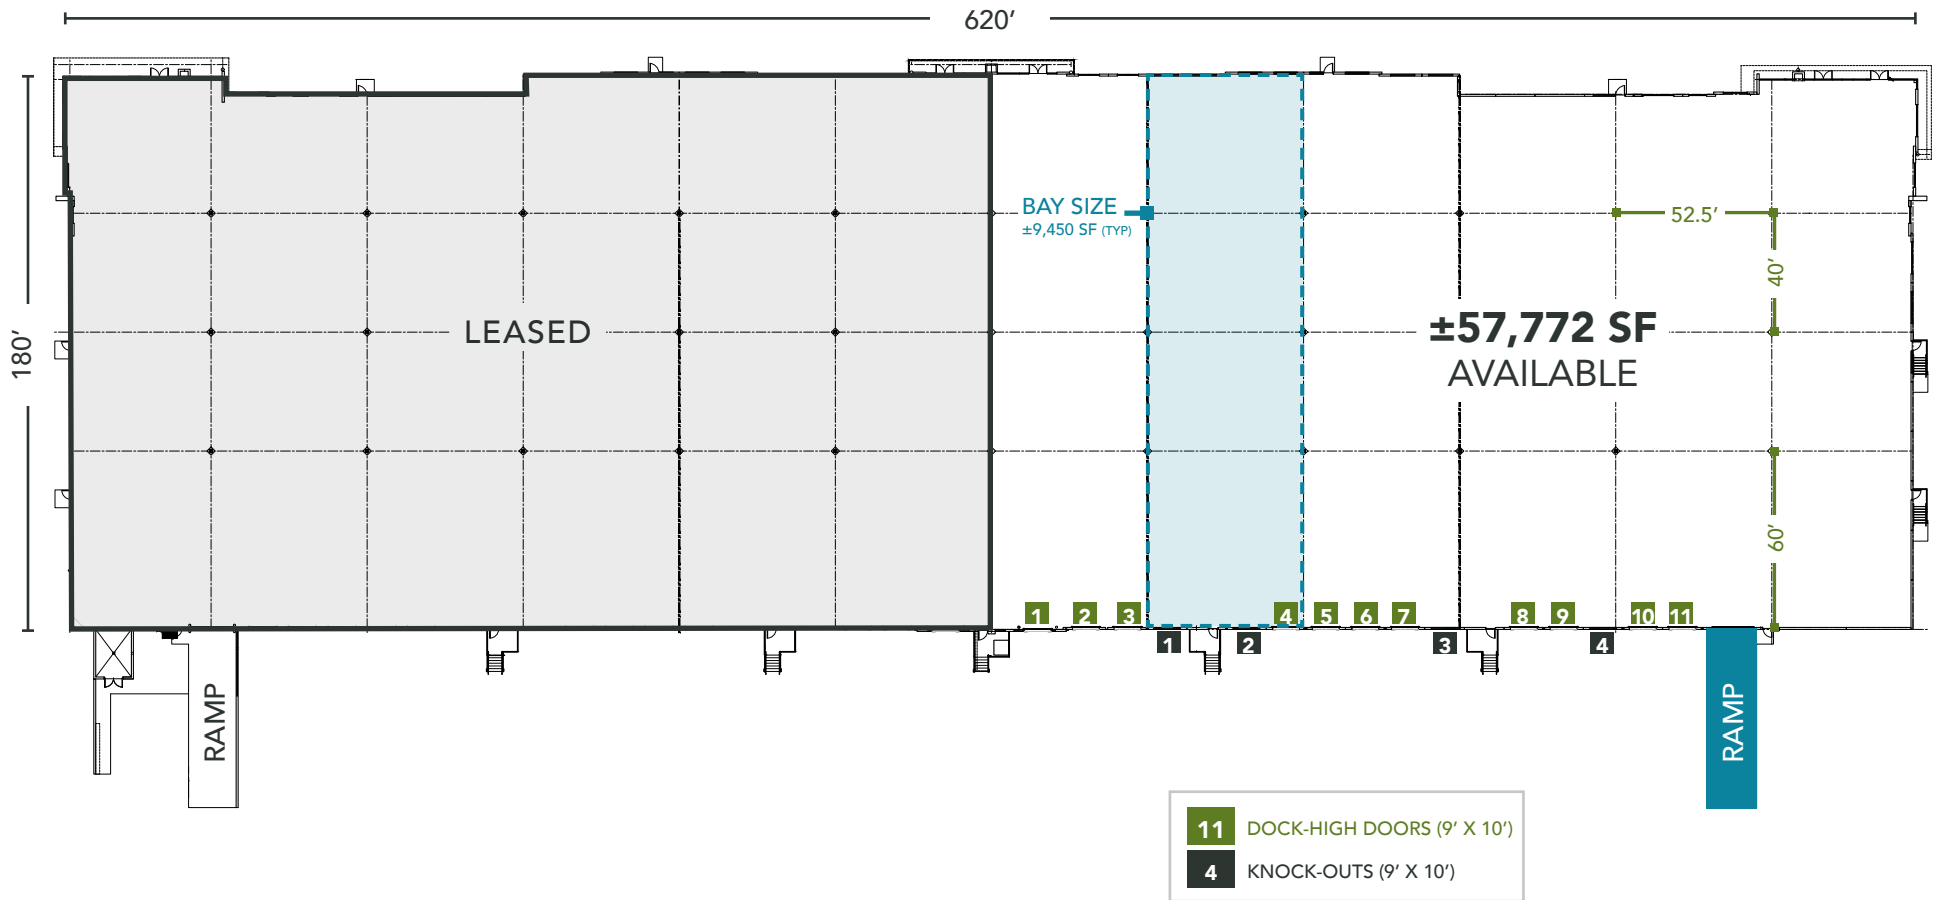 620′
180′
BAY SIZE
±9,450 SF (TYP)
52.5′
40′
LEASED
±57,772 SF
AVAILABLE
60′
1 2 3 4 5 6 7 8 9 10 11
1 2 3 4
RAMP
RAMP
11 DOCK-HIGH DOORS (9′ X 10′)
4 KNOCK-OUTS (9′ X 10′)